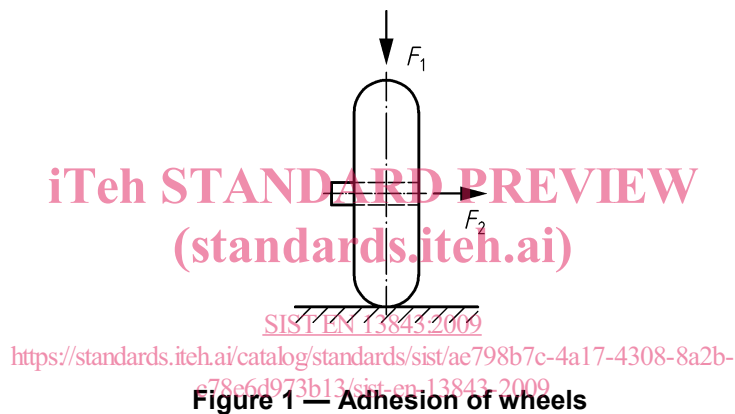 F1
iTeh STANDARD PREVIEW
F2
(standards.iteh.ai)
SIST EN 13843:2009
https://standards.iteh.ai/catalog/standards/sist/ae798b7c-4a17-4308-8a2b-
c78e6d973b13/sist-en-13843-2009
Figure 1 — Adhesion of wheels